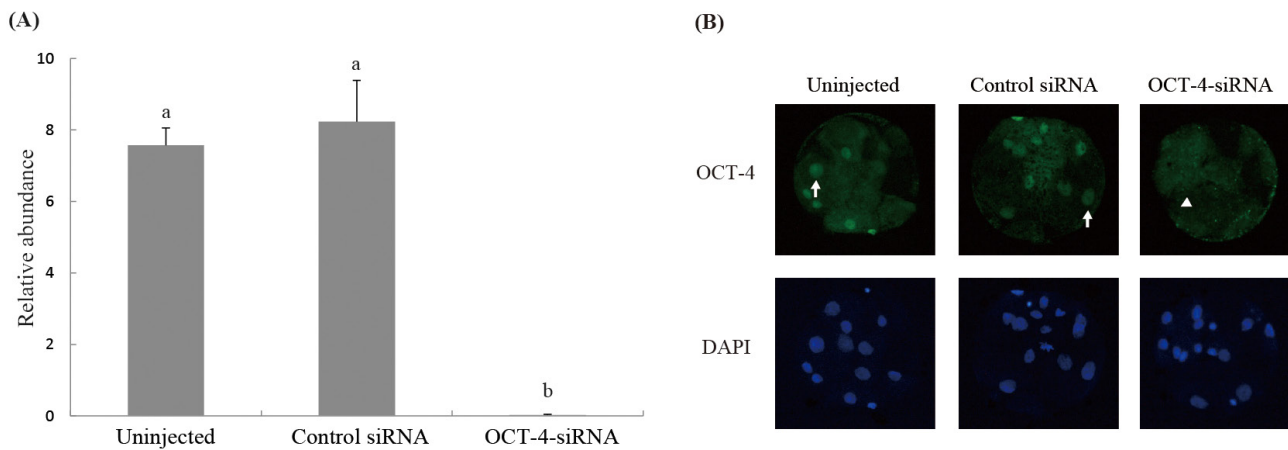 (A)
10
8
6
4
2
0
Relative abundance
a
a
b
Uninjected
Control siRNA
OCT-4-siRNA
(B)
Uninjected
Control siRNA
OCT-4-siRNA
OCT-4
DAPI